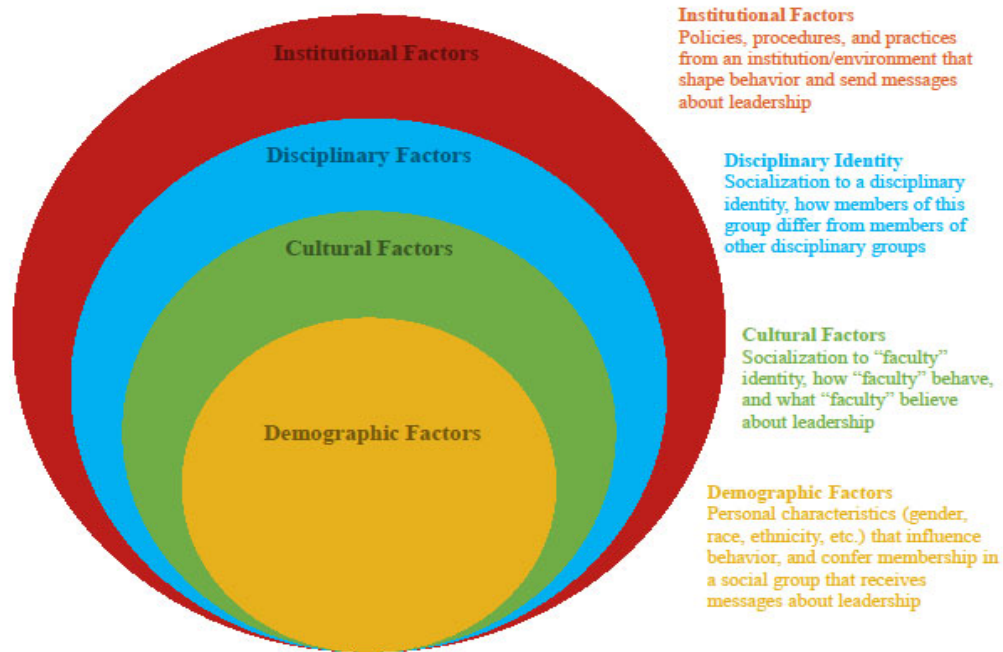 Institutional Factors
Disciplinary Factors
Cultural Factors
Demographic Factors
Institutional Factors
Policies, procedures, and practices
from an institution/environment that
shape behavior and send messages
about leadership
Disciplinary Identity
Socialization to a disciplinary
identity, how members of this
group differ from members of
other disciplinary groups
Cultural Factors
Socialization to “faculty”
identity, how “faculty” behave,
and what “faculty” believe
about leadership
Demographic Factors
Personal characteristics (gender,
race, ethnicity, etc.) that influence
behavior, and confer membership in
a social group that receives
messages about leadership